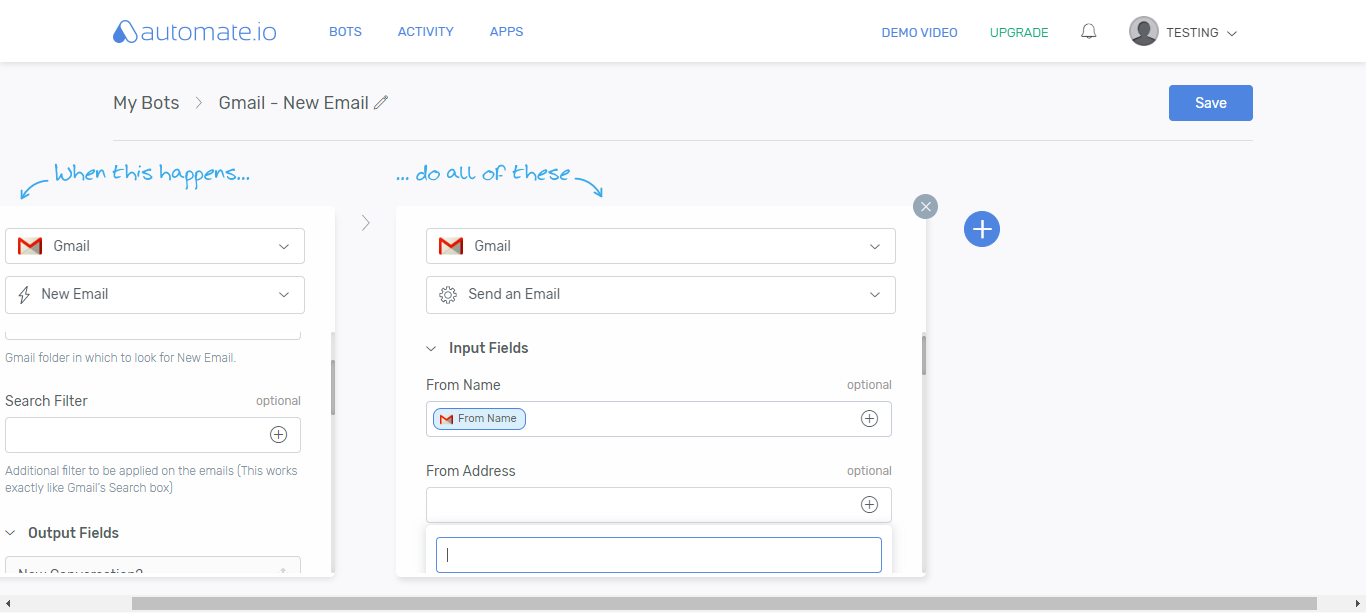 automate.io BOTS ACTIVITY APPS DEMO VIDEO UPGRADE TESTING
My Bots > Gmail - New Email Save
When this happens...
... do all of these
Gmail
New Email
Gmail folder in which to look for New Email.
Search Filter optional
Additional filter to be applied on the emails (This works
exactly like Gmail's Search box)
Output Fields
New Conversation?
Gmail
Send an Email
Input Fields
From Name optional
From Name
From Address optional